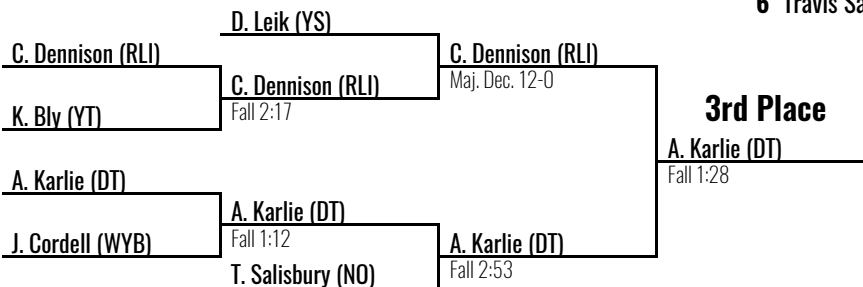 6 Travis
D. Leik (YS)
C. Dennison (RLI)
C. Dennison (RLI)
Maj. Dec. 12-0
C. Dennison (RLI)
Fall 2:17
K. Bly (YT)
3rd Place
A. Karlie (DT)
Fall 1:28
A. Karlie (DT)
A. Karlie (DT)
Fall 1:12
J. Cordell (WYB)
A. Karlie (DT)
Fall 2:53
T. Salisbury (NO)